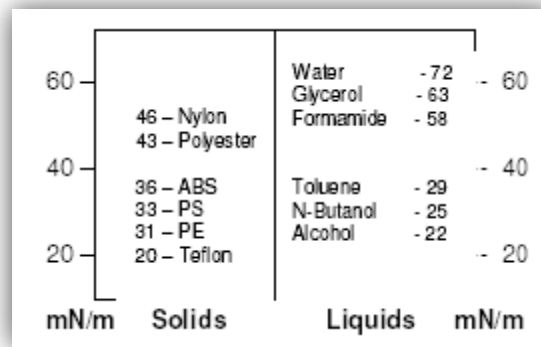 60
46 – Nylon
43 – Polyester
40
36 – ABS
33 – PS
31 – PE
20 – Teflon
20
mN/m Solids
Water - 72
Glycerol - 63
Formamide - 58
Toluene - 29
N-Butanol - 25
Alcohol - 22
- 60
- 40
- 20
Liquids mN/m